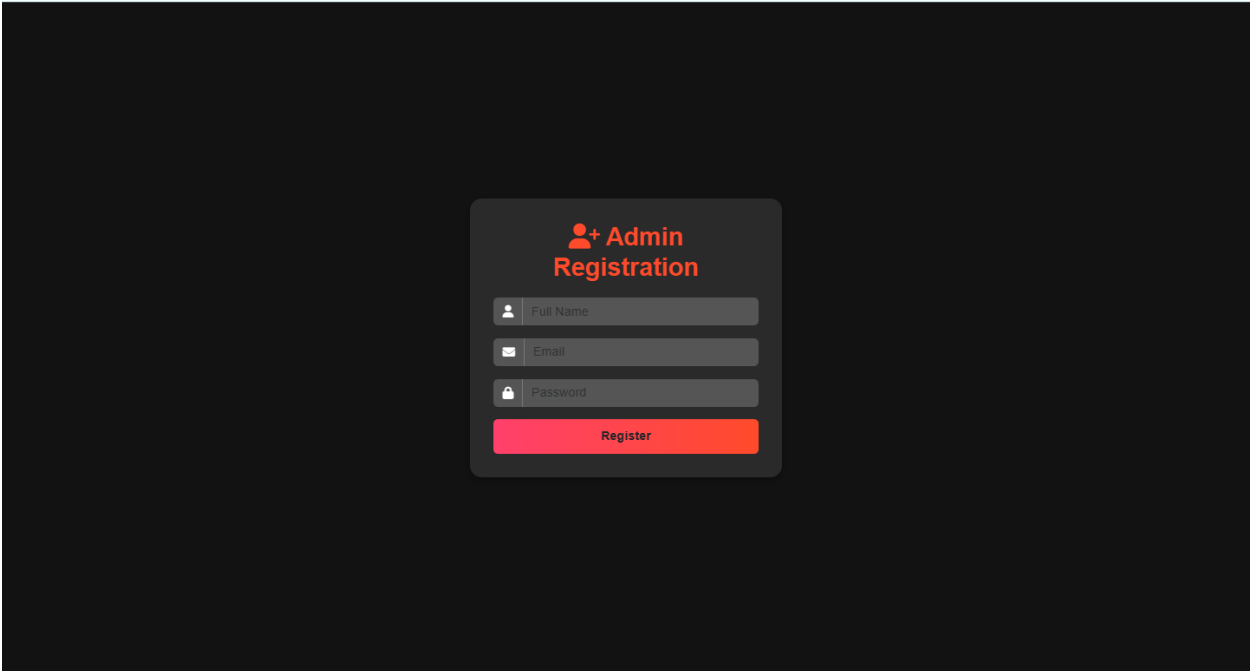 Admin
Registration
Full Name
Email
Password
Register